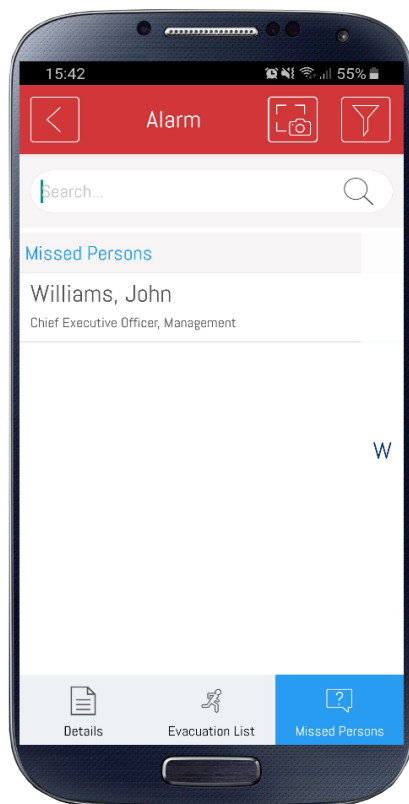 15:42 55%
Alarm
Search...
Missed Persons
Williams, John
Chief Executive Officer, Management
W
Details Evacuation List Missed Persons